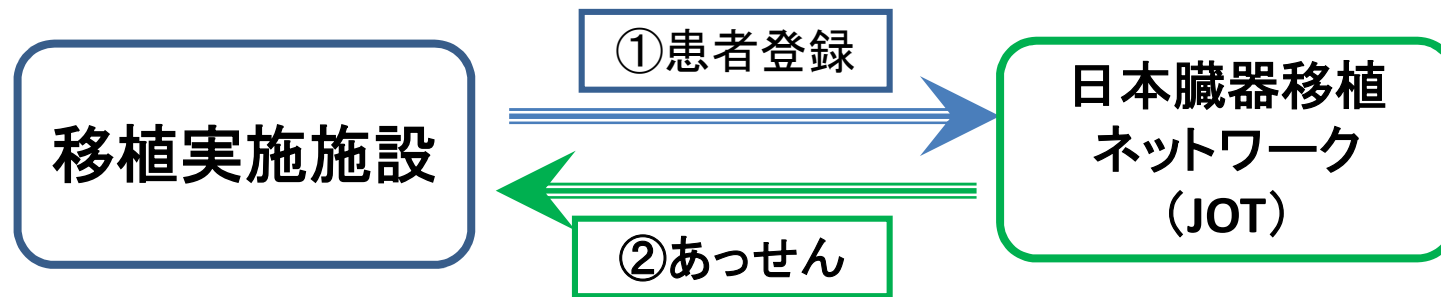 ①患者登録
移植実施施設
日本臓器移植
ネットワーク
（JOT）
②あっせん